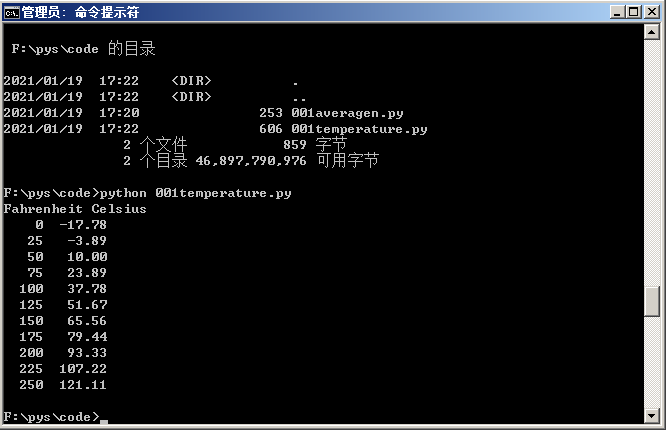 管理员: 命令提示符
F:\pys\code 的目录
2021/01/19  17:22    <DIR>          .
2021/01/19  17:22    <DIR>          ..
2021/01/19  17:20               253 001averagen.py
2021/01/19  17:22               606 001temperature.py
2 个文件            859 字节
2 个目录 46,897,790,976 可用字节
F:\pys\code>python 001temperature.py
Fahrenheit Celsius
0  -17.78
25   -3.89
50   10.00
75   23.89
100   37.78
125   51.67
150   65.56
175   79.44
200   93.33
225  107.22
250  121.11
F:\pys\code>_